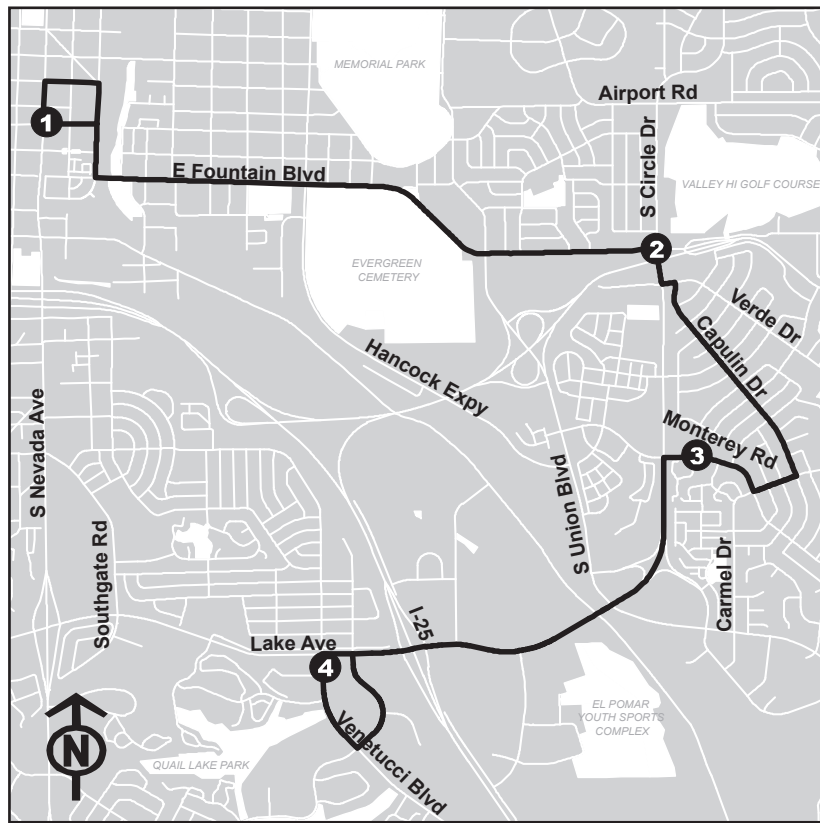 MEMORIAL PARK
Airport Rd
1
E Fountain Blvd
S Circle Dr
VALLEY HI GOLF COURSE
2
EVERGREEN
CEMETERY
Verde Dr
Capulin Dr
Hancock Expy
S Nevada Ave
Monterey Rd
3
S Union Blvd
Southgate Rd
Carmel Dr
I-25
Lake Ave
4
EL POMAR
YOUTH SPORTS
COMPLEX
Venetucci Blvd
N
QUAIL LAKE PARK